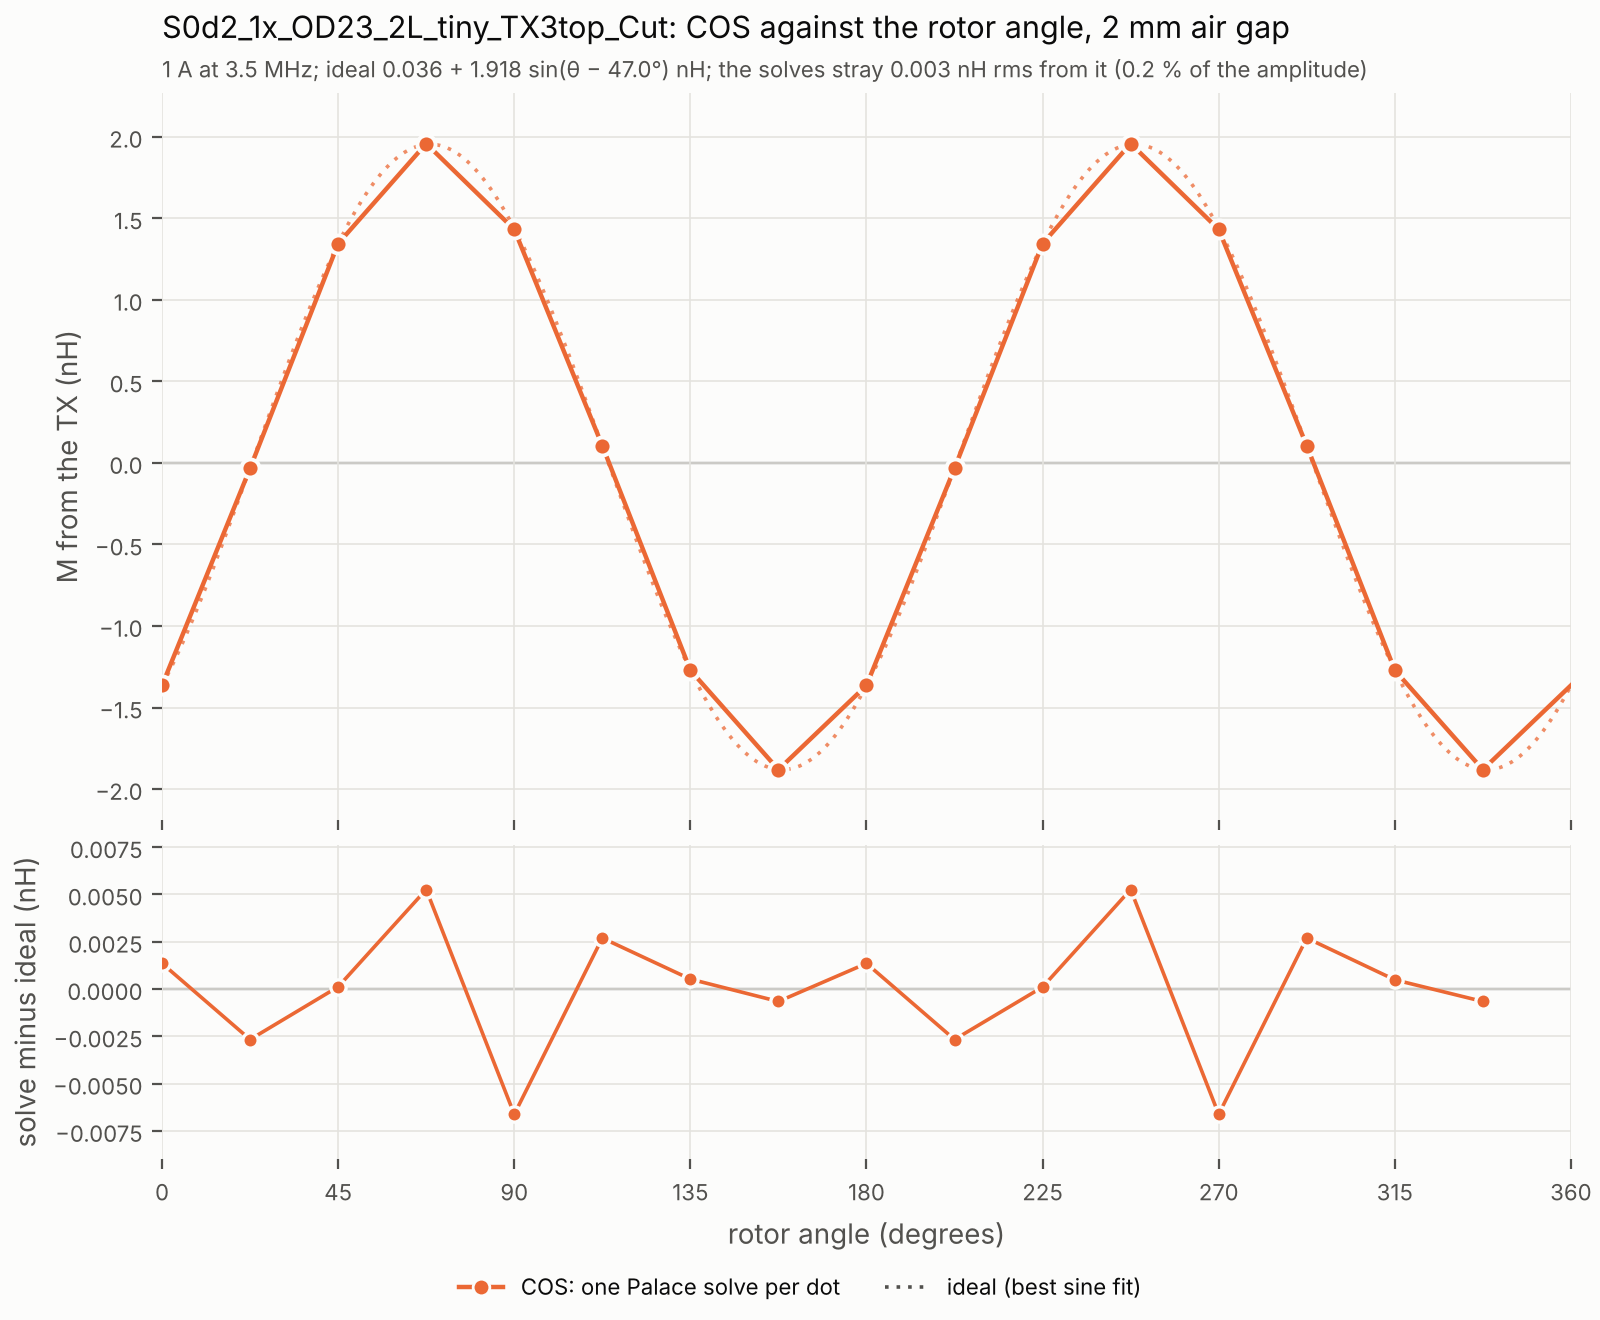 S0d2_1x_OD23_2L_tiny_TX3top_Cut: COS against the rotor angle, 2 mm air gap
1 A at 3.5 MHz; ideal 0.036 + 1.918 sin(θ − 47.0°) nH; the solves stray 0.003 nH rms from it (0.2 % of the amplitude)
M from the TX (nH)
2.0
1.5
1.0
0.5
0.0
−0.5
−1.0
−1.5
−2.0
solve minus ideal (nH)
0.0075
0.0050
0.0025
0.0000
−0.0025
−0.0050
−0.0075
0 45 90 135 180 225 270 315 360
rotor angle (degrees)
COS: one Palace solve per dot
ideal (best sine fit)